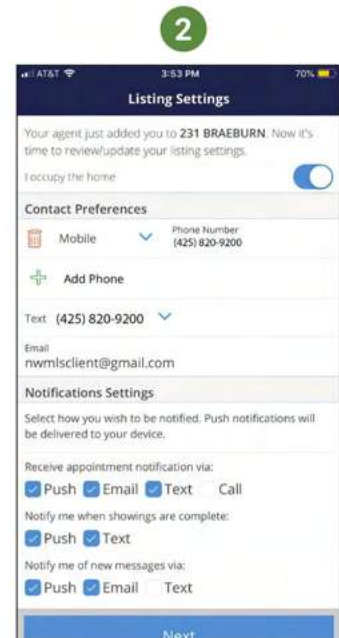 2
AT&T 3:53 PM 70%
Listing Settings
Your agent just added you to 231 BRAEBURN. Now it's
time to review/update your listing settings.
I occupy the home
Contact Preferences
Mobile Phone Number
(425) 820-9200
Add Phone
Text (425) 820-9200
Email
nwmlsclient@gmail.com
Notifications Settings
Select how you wish to be notified. Push notifications will
be delivered to your device.
Receive appointment notification via:
Push Email Text Call
Notify me when showings are complete:
Push Text
Notify me of new messages via:
Push Email Text
Next